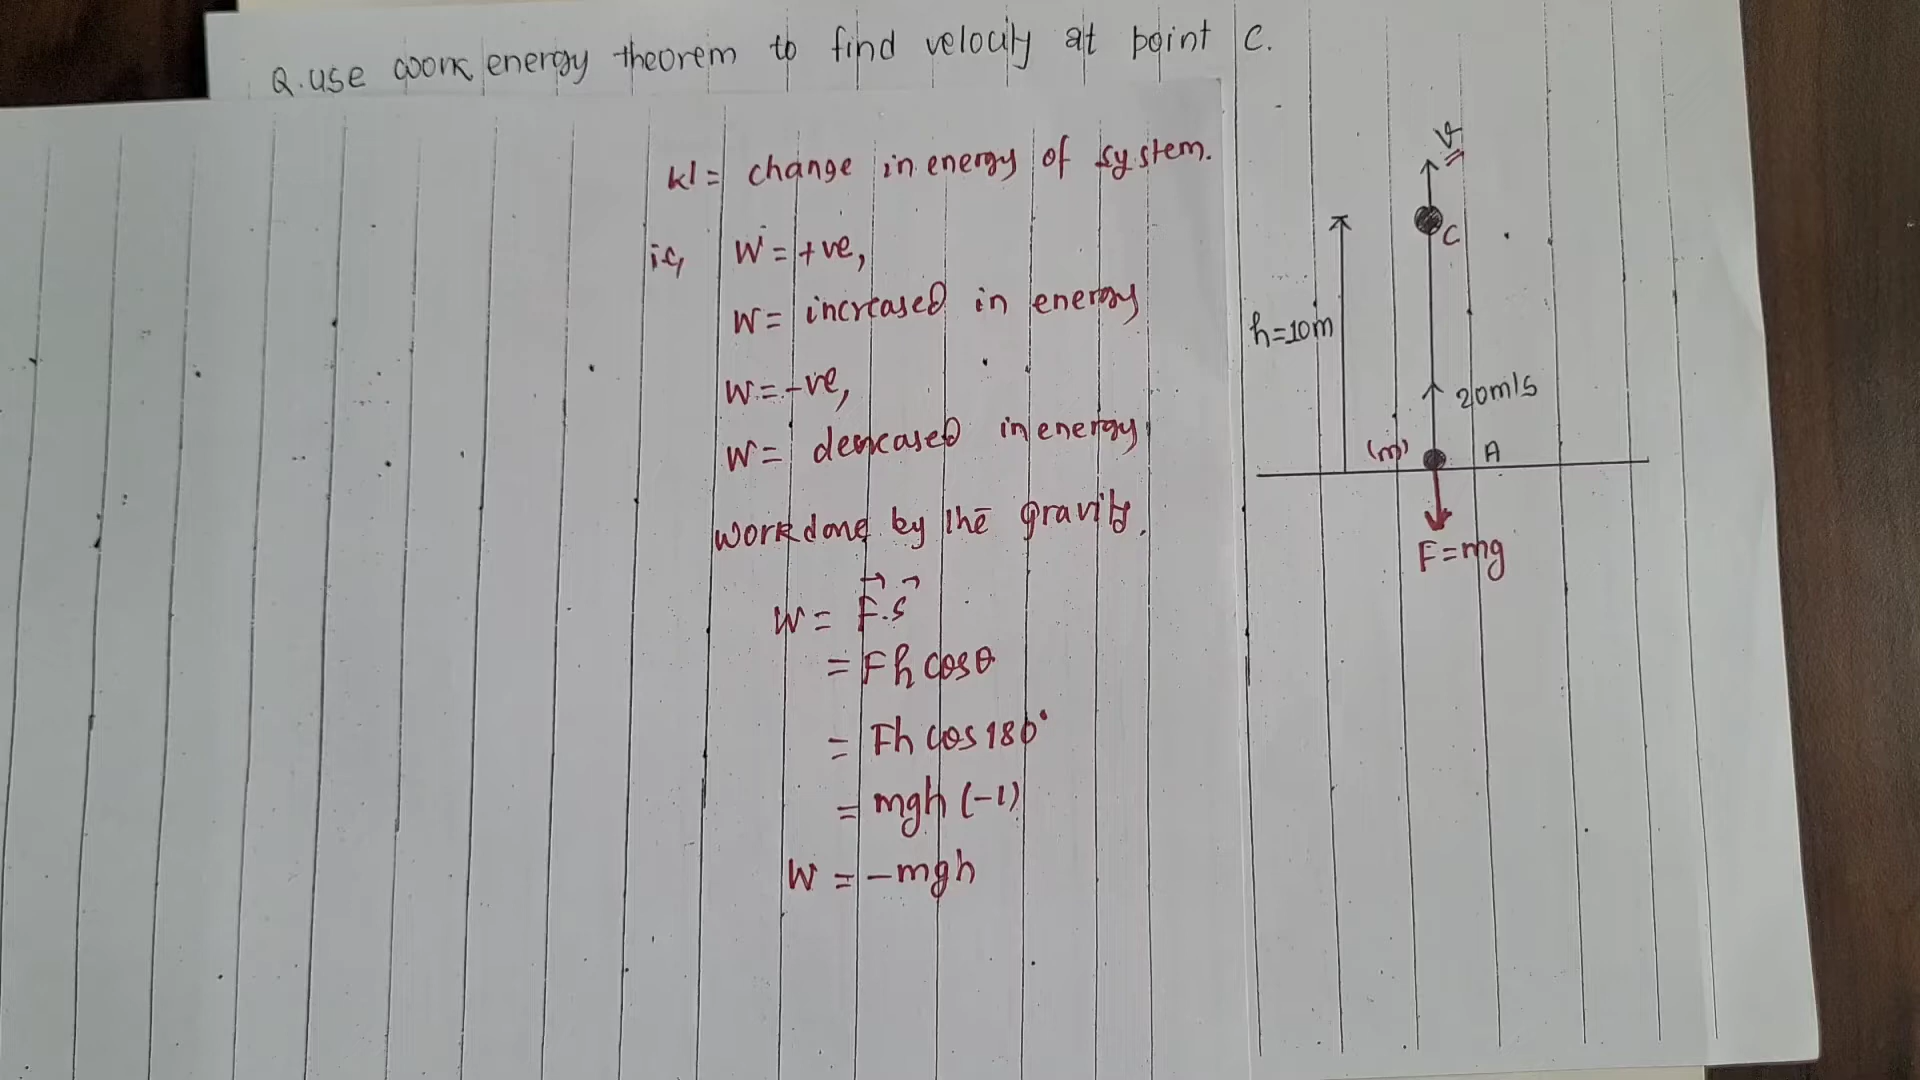 Q. Use work energy theorem to find velocity at point C.
W = change in energy of system.
if, W = +ve,
W = increased in energy
W = -ve,
W = decreased in energy
Work done by the gravity.
W = F⃗.s⃗
= Fh cosθ
= Fh cos 180°
= mgh (-1)
W = -mgh
v
C
h=10m
20m/s
(m) A
F=mg